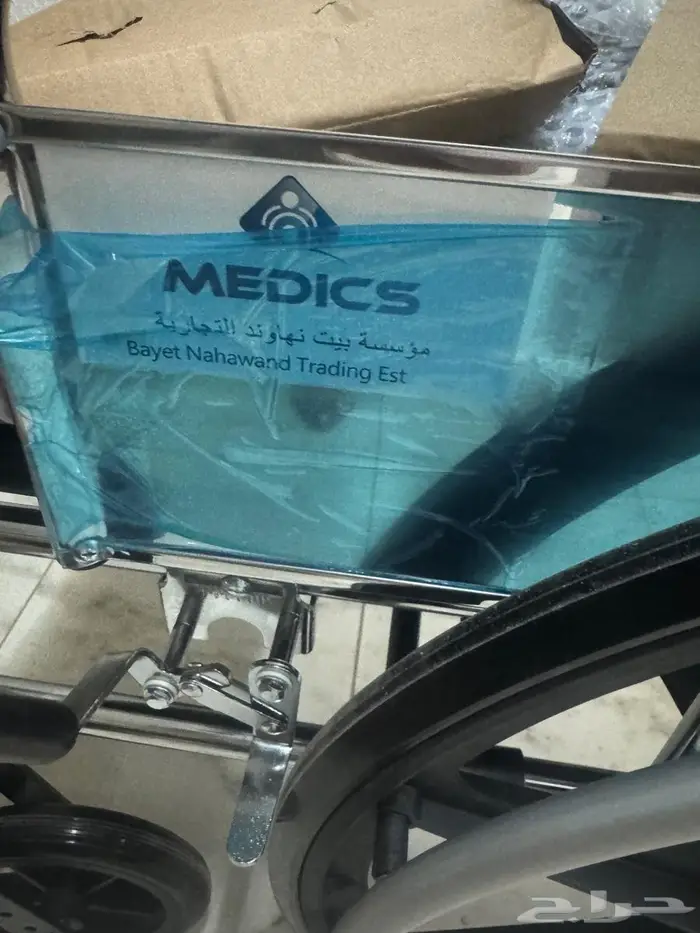 MEDICS
مؤسسة بيت نهاوند التجارية
Bayet Nahawand Trading Est
حراج